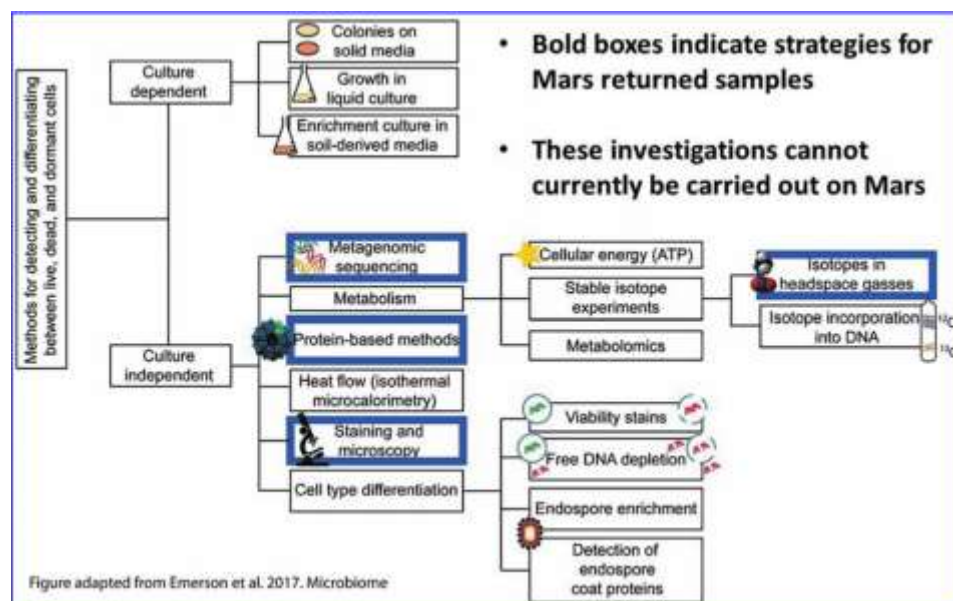 Methods for detecting and differentiating
between live, dead, and dormant cells
Culture
dependent
Colonies on
solid media
Growth in
liquid culture
Enrichment culture in
soil-derived media
• Bold boxes indicate strategies for
Mars returned samples
• These investigations cannot
currently be carried out on Mars
Culture
independent
Metagenomic
sequencing
Metabolism
Protein-based methods
Heat flow (isothermal
microcalorimetry)
Staining and
microscopy
Cell type differentiation
Cellular energy (ATP)
Stable isotope
experiments
Metabolomics
Isotopes in
headspace gasses
Isotope incorporation
into DNA
¹²C
¹³C
Viability stains
Free DNA depletion
Endospore enrichment
Detection of
endospore
coat proteins
Figure adapted from Emerson et al. 2017. Microbiome